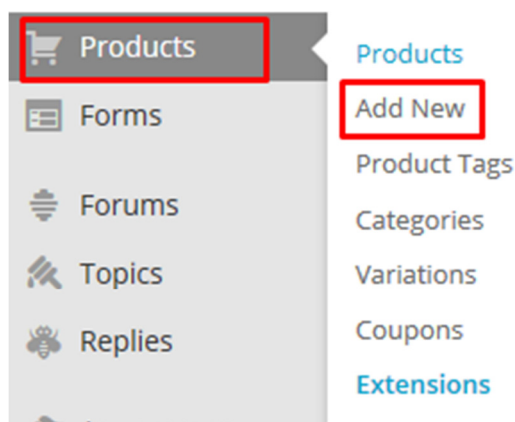 Products
Forms
Forums
Topics
Replies
Products
Add New
Product Tags
Categories
Variations
Coupons
Extensions